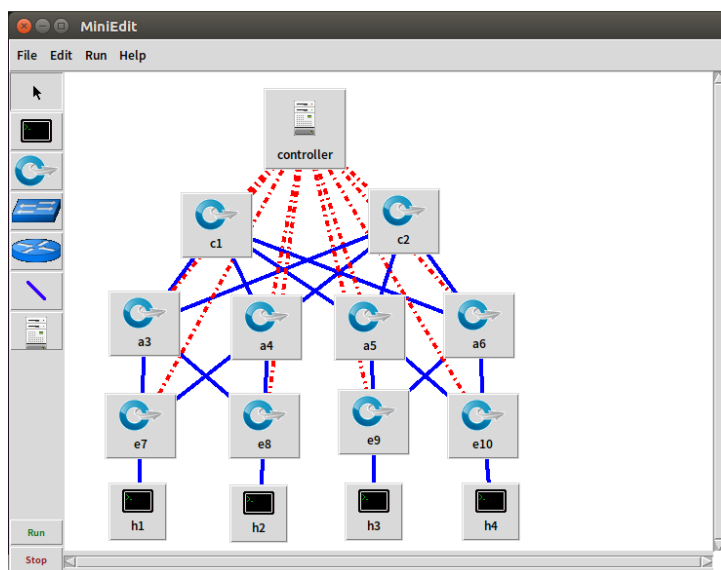 MiniEdit
File Edit Run Help
controller
c1 c2
a3 a4 a5 a6
e7 e8 e9 e10
h1 h2 h3 h4
Run
Stop